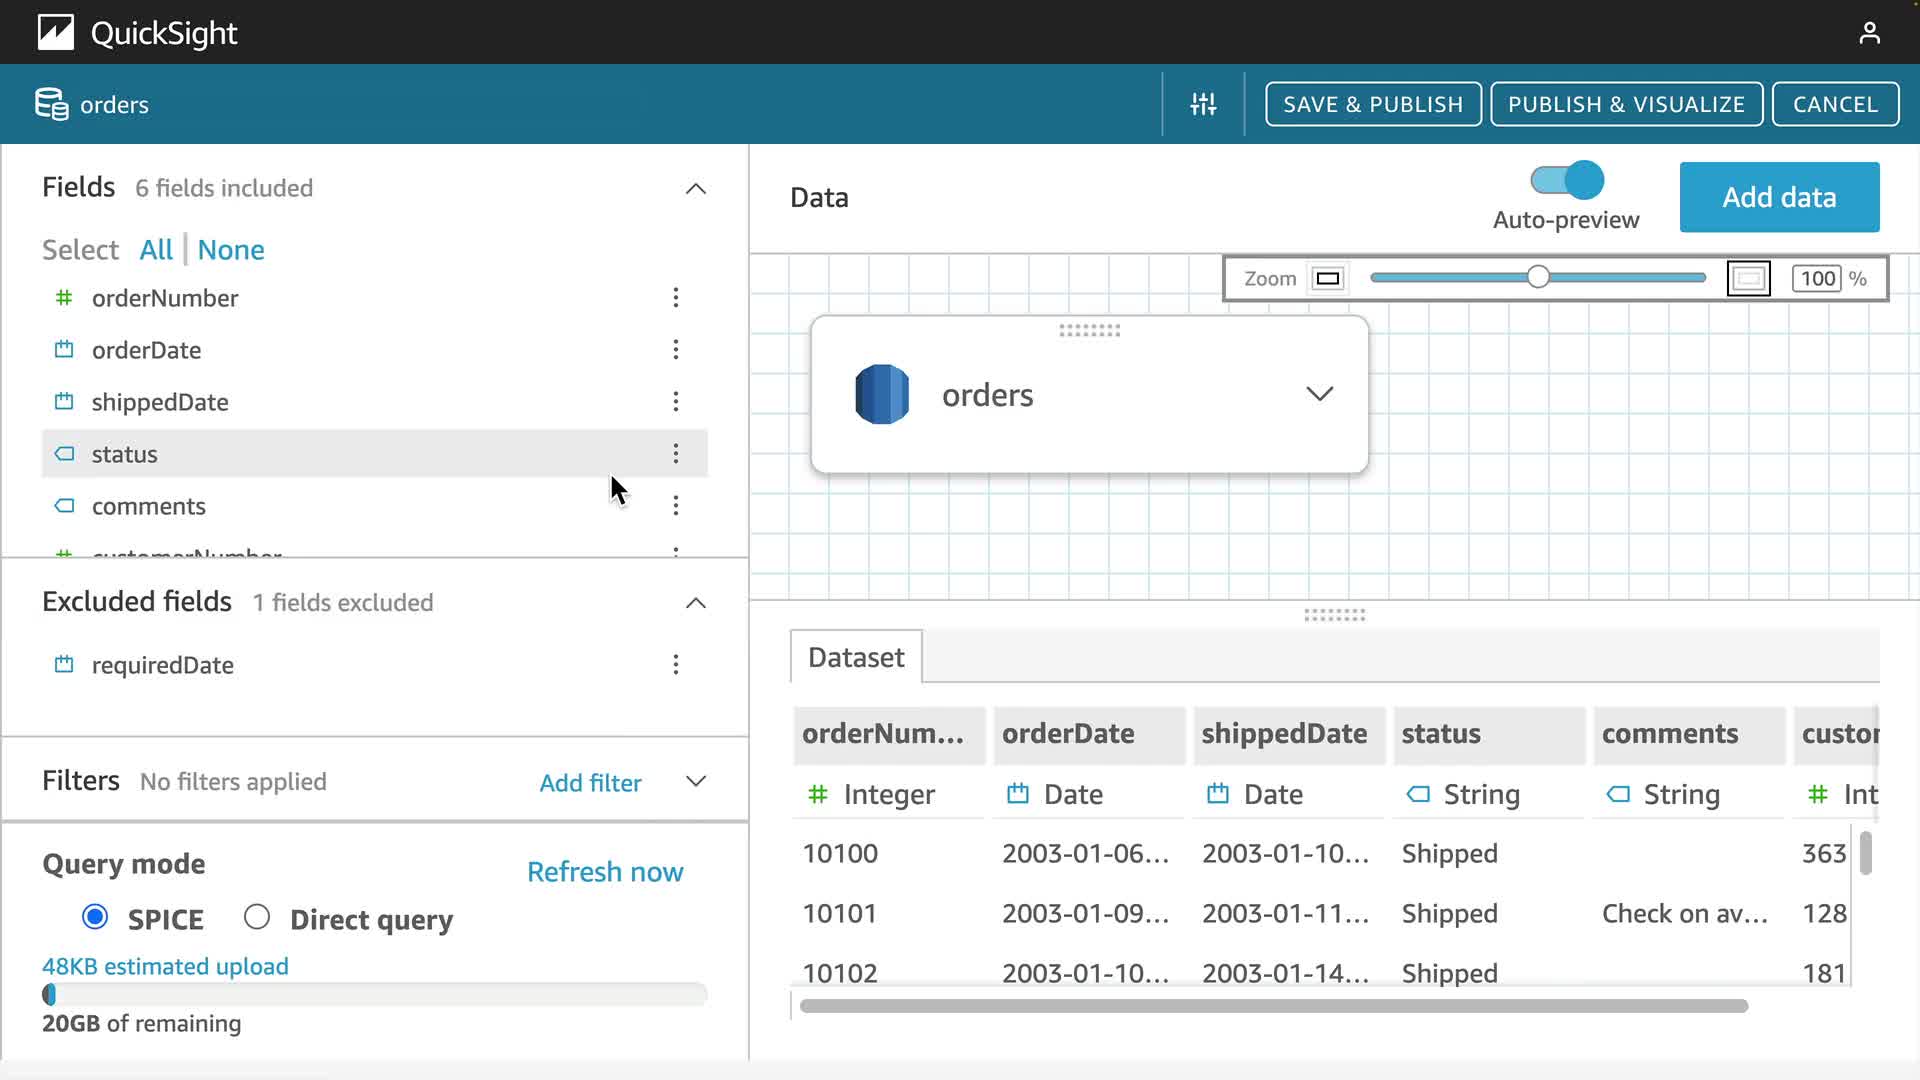 QuickSight
orders
SAVE & PUBLISH
PUBLISH & VISUALIZE
CANCEL
Fields 6 fields included
Select All None
orderNumber
orderDate
shippedDate
status
comments
customerNumber
Excluded fields 1 fields excluded
requiredDate
Filters No filters applied Add filter
Query mode Refresh now
SPICE Direct query
48KB estimated upload
20GB of remaining
Data
Auto-preview
Add data
Zoom 100 %
orders
Dataset
orderNum... orderDate shippedDate status comments custor
Integer Date Date String String Int
10100 2003-01-06... 2003-01-10... Shipped 363
10101 2003-01-09... 2003-01-11... Shipped Check on av... 128
10102 2003-01-10... 2003-01-14... Shipped 181